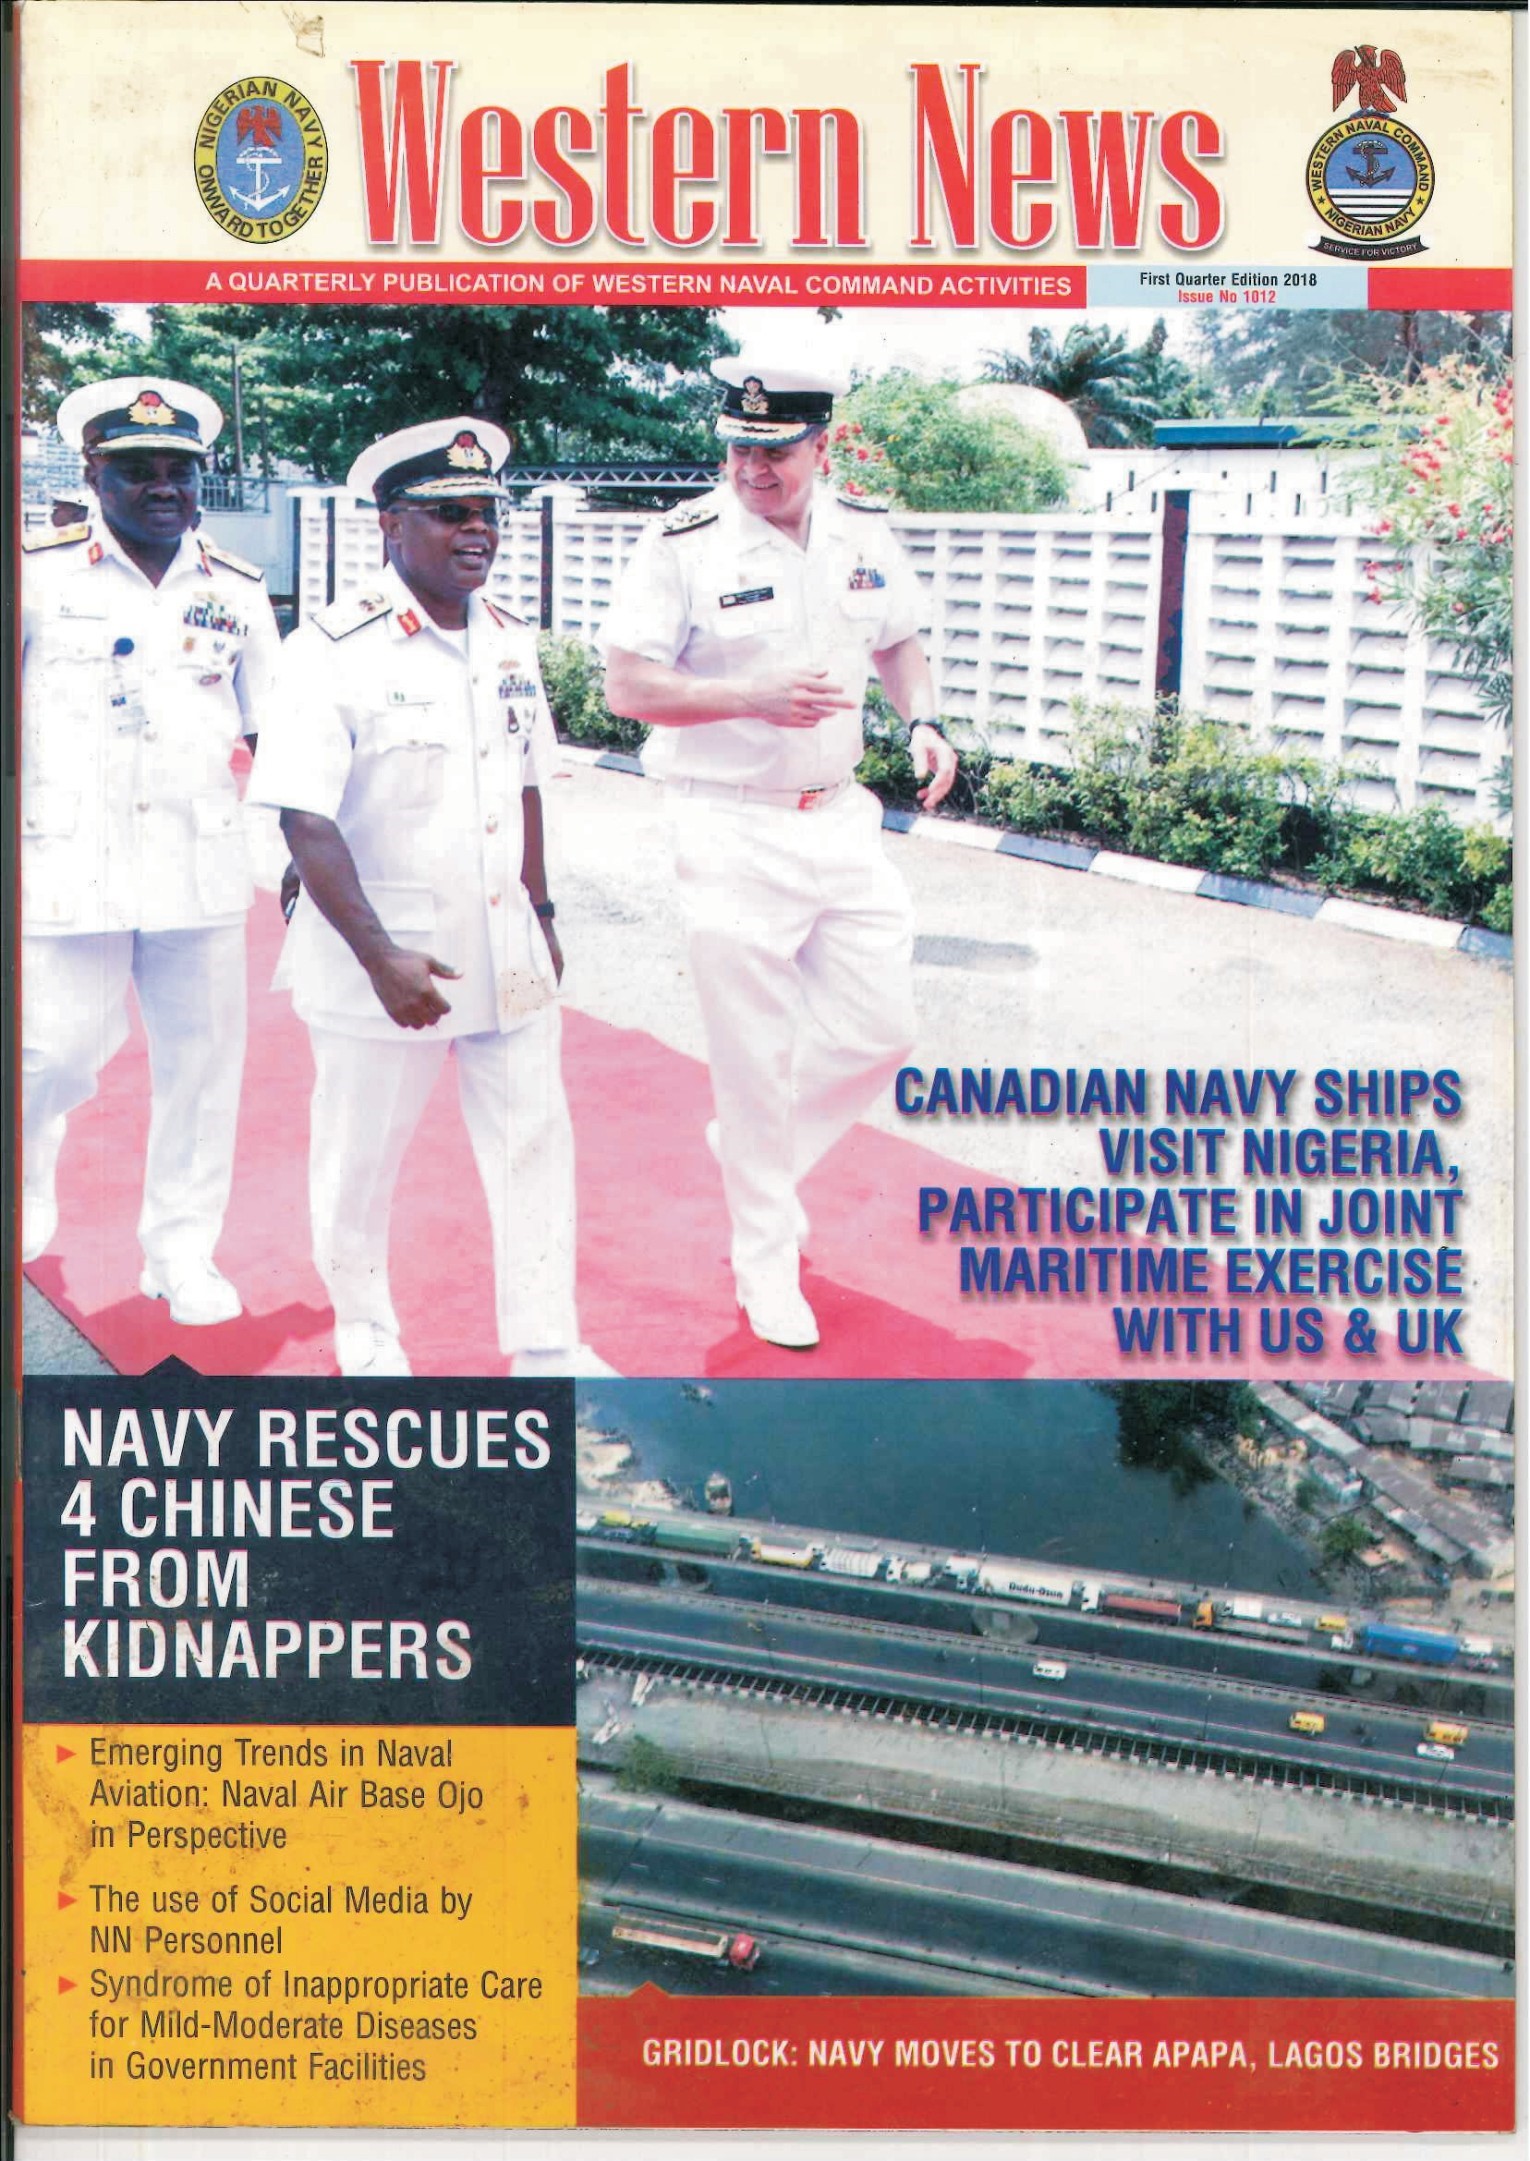 NIGERIAN NAVY
ONWARD TOGETHER
Western News
WESTERN NAVAL COMMAND
NIGERIAN NAVY
SERVICE FOR VICTORY
A QUARTERLY PUBLICATION OF WESTERN NAVAL COMMAND ACTIVITIES
First Quarter Edition 2018
Issue No 1012
CANADIAN NAVY SHIPS
VISIT NIGERIA,
PARTICIPATE IN JOINT
MARITIME EXERCISE
WITH US & UK
NAVY RESCUES
4 CHINESE
FROM
KIDNAPPERS
Dudu-Osun
Emerging Trends in Naval
Aviation: Naval Air Base Ojo
in Perspective
The use of Social Media by
NN Personnel
Syndrome of Inappropriate Care
for Mild-Moderate Diseases
in Government Facilities
GRIDLOCK: NAVY MOVES TO CLEAR APAPA, LAGOS BRIDGES